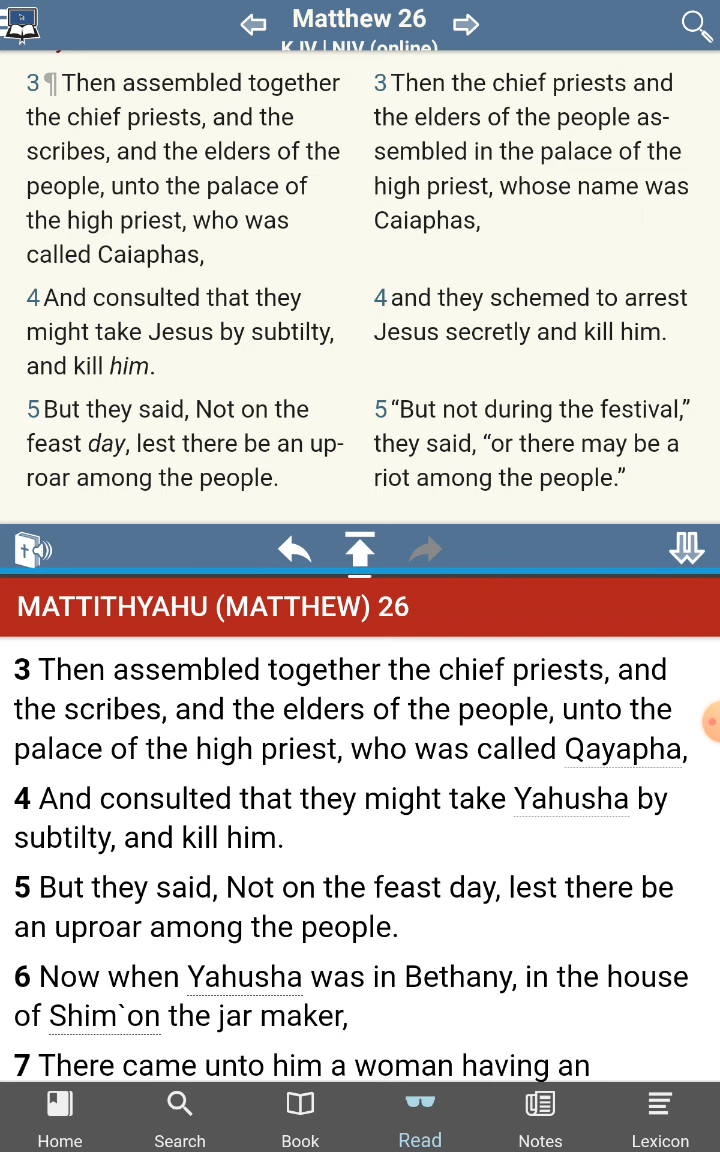 Matthew 26
KJV | NIV (online)
3 ¶ Then assembled together
the chief priests, and the
scribes, and the elders of the
people, unto the palace of
the high priest, who was
called Caiaphas,
3 Then the chief priests and
the elders of the people as-
sembled in the palace of the
high priest, whose name was
Caiaphas,
4 And consulted that they
might take Jesus by subtilty,
and kill him.
4 and they schemed to arrest
Jesus secretly and kill him.
5 But they said, Not on the
feast day, lest there be an up-
roar among the people.
5 “But not during the festival,”
they said, “or there may be a
riot among the people.”
MATTITHYAHU (MATTHEW) 26
3 Then assembled together the chief priests, and
the scribes, and the elders of the people, unto the
palace of the high priest, who was called Qayapha,
4 And consulted that they might take Yahusha by
subtilty, and kill him.
5 But they said, Not on the feast day, lest there be
an uproar among the people.
6 Now when Yahusha was in Bethany, in the house
of Shim`on the jar maker,
7 There came unto him a woman having an
Home Search Book Read Notes Lexicon